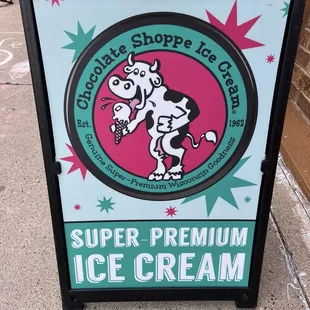 Chocolate Shoppe Ice Cream®
Est. 1962
Genuine Super-Premium Wisconsin Goodness
SUPER-PREMIUM
ICE CREAM